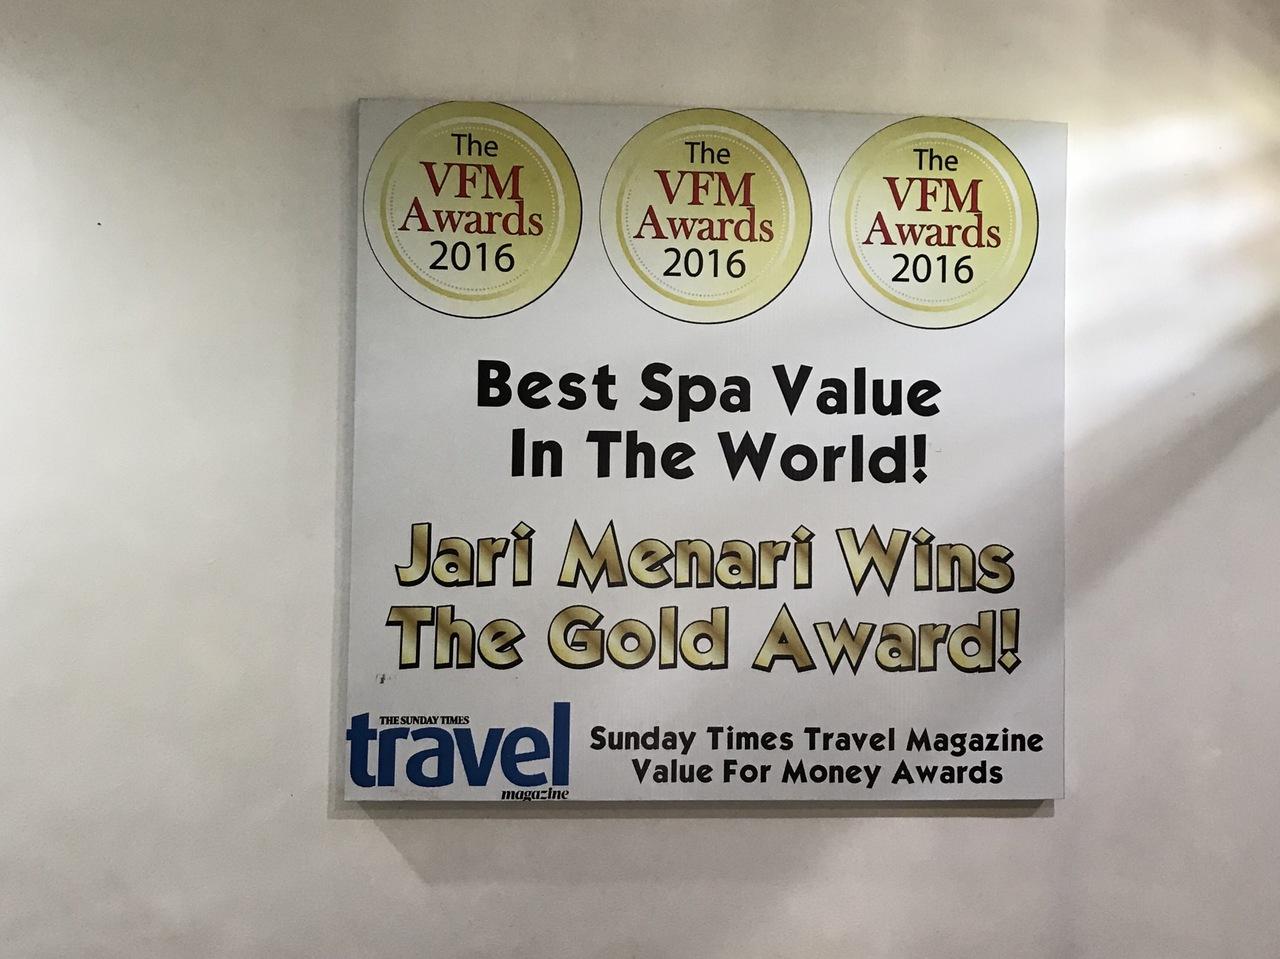 The
VFM
Awards
2016
The
VFM
Awards
2016
The
VFM
Awards
2016
Best Spa Value
In The World!
Jari Menari Wins
The Gold Award!
THE SUNDAY TIMES
travel
magazine
Sunday Times Travel Magazine
Value For Money Awards